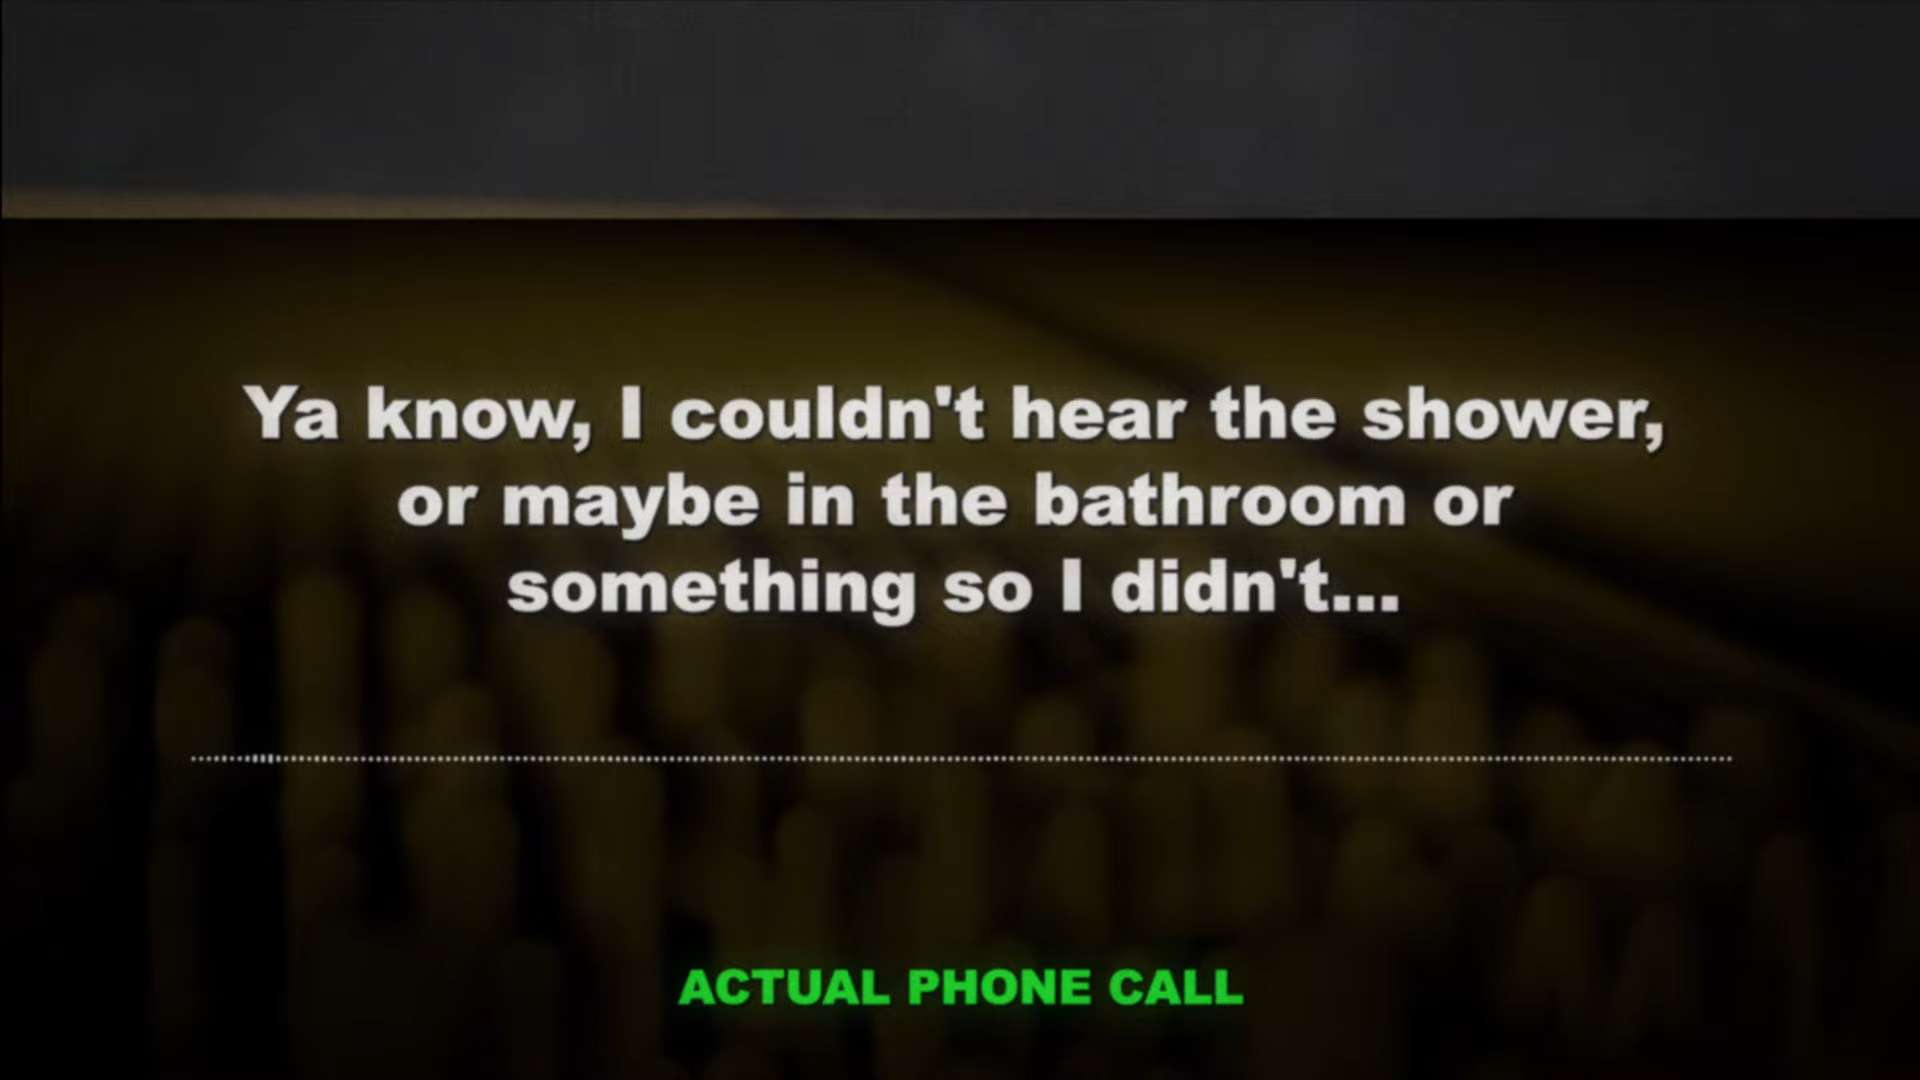 Ya know, I couldn't hear the shower,
or maybe in the bathroom or
something so I didn't...
ACTUAL PHONE CALL